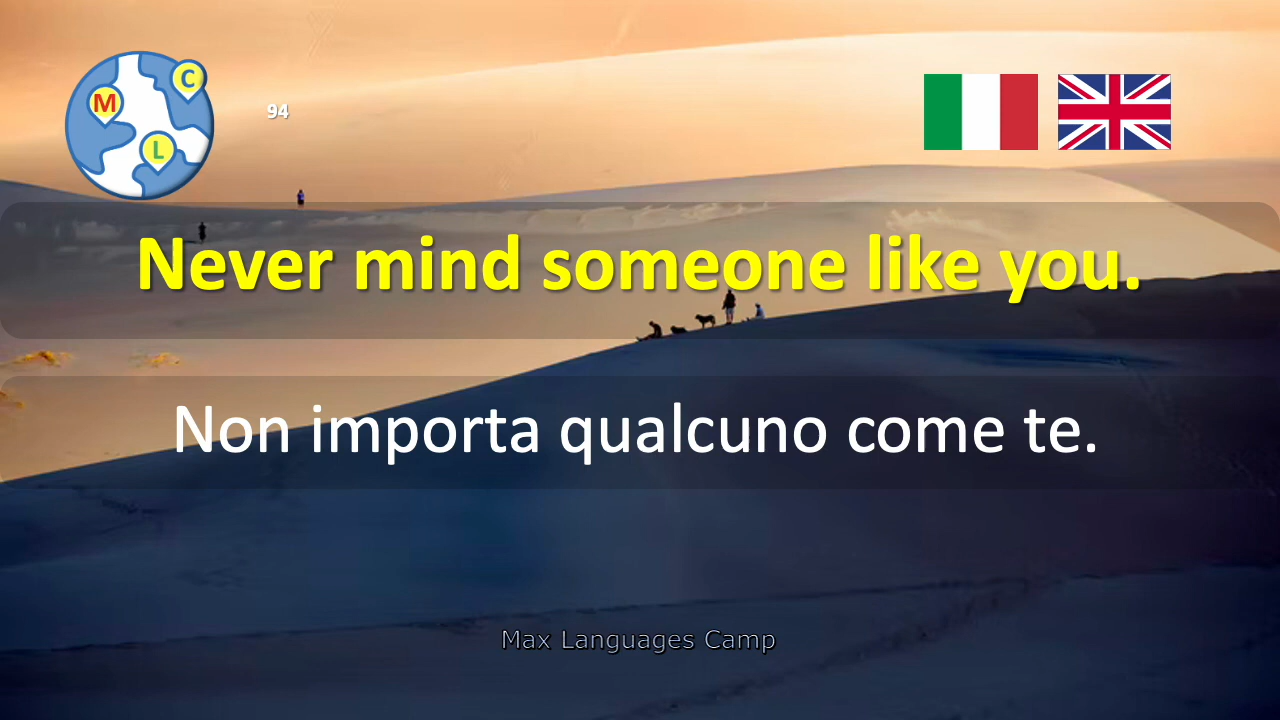 C
M
94
L
Never mind someone like you.
Non importa qualcuno come te.
Max Languages Camp